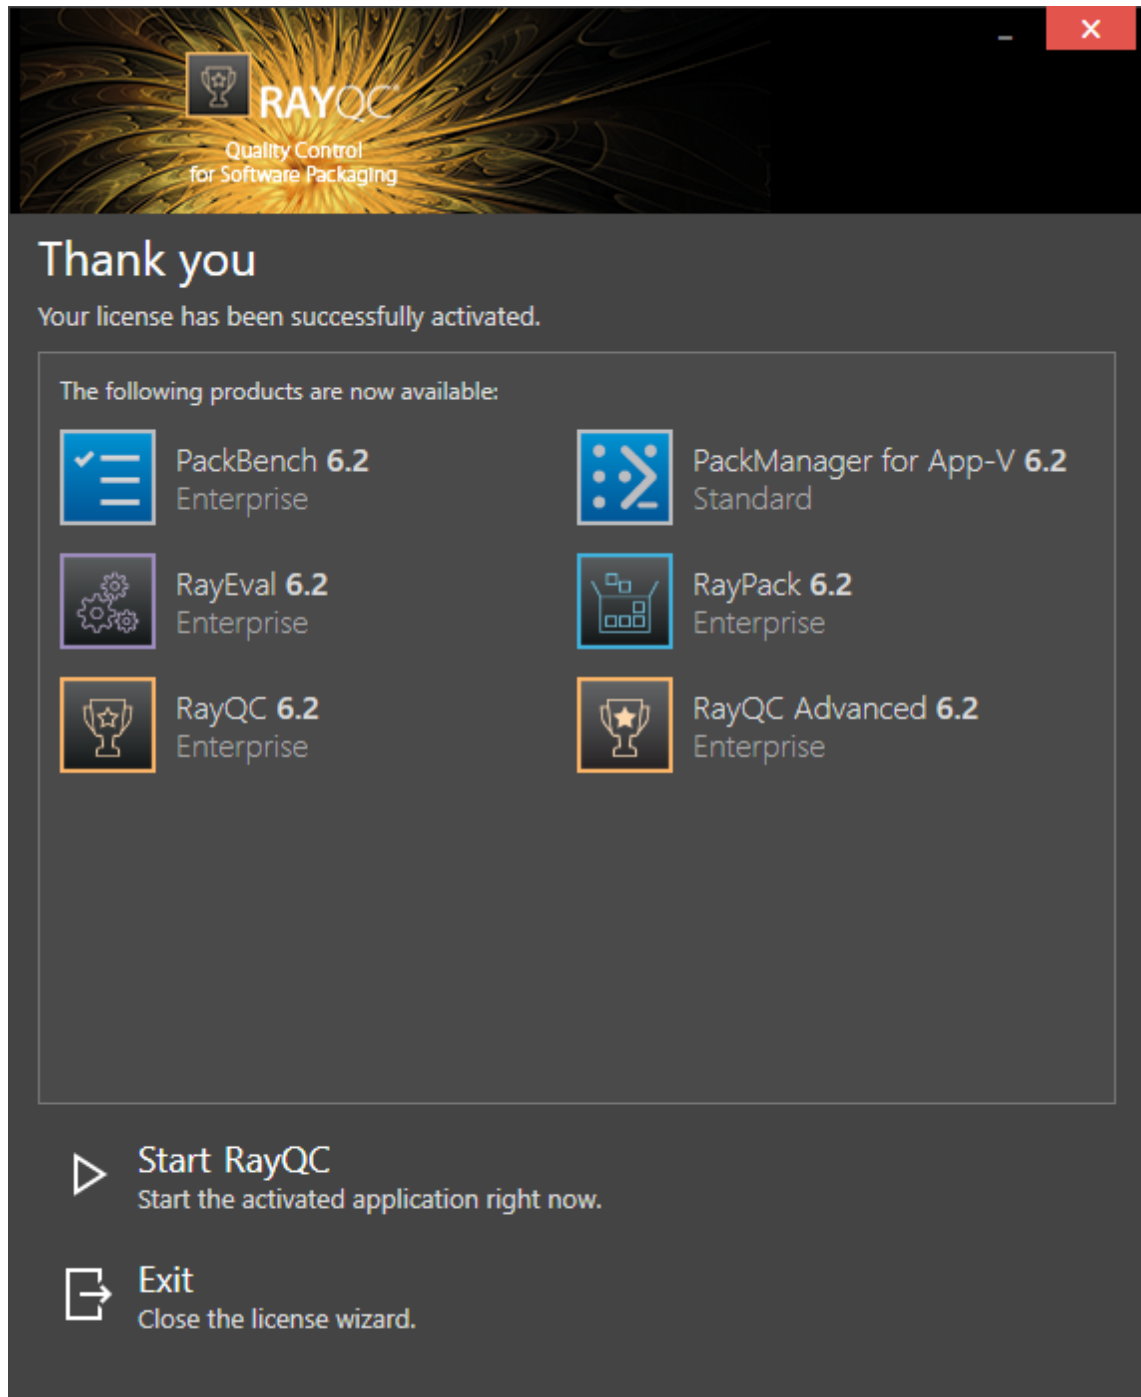 RAYQC®
Quality Control
for Software Packaging
Thank you
Your license has been successfully activated.
The following products are now available:
PackBench 6.2
Enterprise
PackManager for App-V 6.2
Standard
RayEval 6.2
Enterprise
RayPack 6.2
Enterprise
RayQC 6.2
Enterprise
RayQC Advanced 6.2
Enterprise
Start RayQC
Start the activated application right now.
Exit
Close the license wizard.